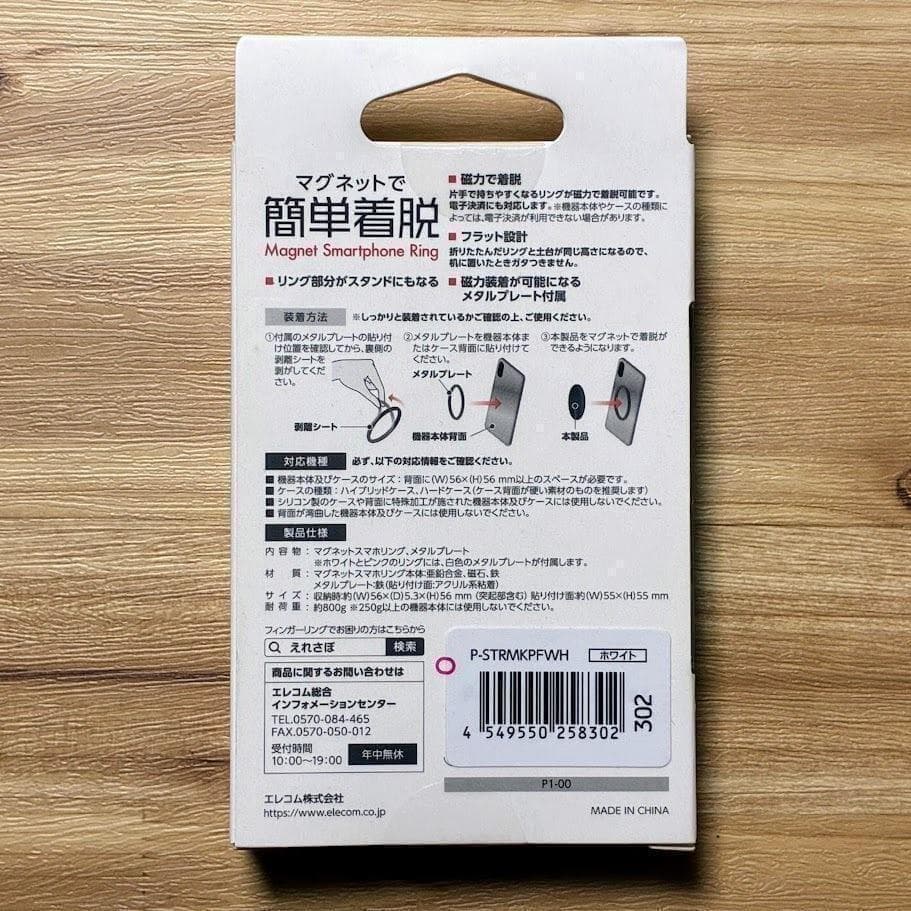 マグネットで
簡単着脱
Magnet Smartphone Ring
■ リング部分がスタンドにもなる
■ 磁力で着脱
片手で持ちやすくなるリングが磁力で着脱可能です。
電子決済にも対応します。※機器本体やケースの種類に
よっては、電子決済が利用できない場合があります。
■ フラット設計
折りたたんだリングと土台が同じ高さになるので、
机に置いたときガタつきません。
■ 磁力装着が可能になる
メタルプレート付属
装着方法 ※しっかりと装着されているかご確認の上、ご使用ください。
①付属のメタルプレートの貼り付
け位置を確認してから、裏側の
剥離シートを
剥がしてくだ
さい。
剥離シート
②メタルプレートを機器本体ま
たはケース背面に貼り付けて
ください。
メタルプレート
機器本体背面
③本製品をマグネットで着脱が
できるようになります。
本製品
対応機種 必ず、以下の対応情報をご確認ください。
■ 機器本体及びケースのサイズ：背面に(W)56×(H)56 mm以上のスペースが必要です。
■ ケースの種類：ハイブリッドケース、ハードケース(ケース背面が硬い素材のものを推奨します)
■ シリコン製のケースや背面に特殊加工が施された機器本体及びケースには使用しないでください。
■ 背面が湾曲した機器本体及びケースには使用しないでください。
製品仕様
内容物：マグネットスマホリング、メタルプレート
※ホワイトとピンクのリングには、白色のメタルプレートが付属します。
材質：マグネットスマホリング本体:亜鉛合金、磁石、鉄
メタルプレート:鉄(貼り付け面:アクリル系粘着)
サイズ：収納時:約(W)56×(D)5.3×(H)56 mm (突起部含む) 貼り付け面:約(W)55×(H)55 mm
耐荷重：約800g ※250g以上の機器本体には使用しないでください。
フィンガーリングでお困りの方はこちらから
えれさぽ 検索
商品に関するお問い合わせは
エレコム総合
インフォメーションセンター
TEL.0570-084-465
FAX.0570-050-012
受付時間
10:00〜19:00 年中無休
エレコム株式会社
https://www.elecom.co.jp
P-STRMKPFWH ホワイト
4 549550 258302
302
P1-00
MADE IN CHINA